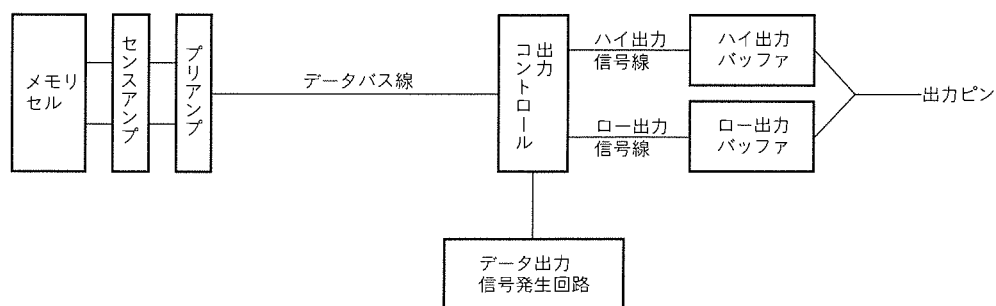 メモリ
セル
センスアンプ
プリアンプ
データバス線
出力
コントロール
ハイ出力
信号線
ロー出力
信号線
ハイ出力
バッファ
ロー出力
バッファ
出力ピン
データ出力
信号発生回路